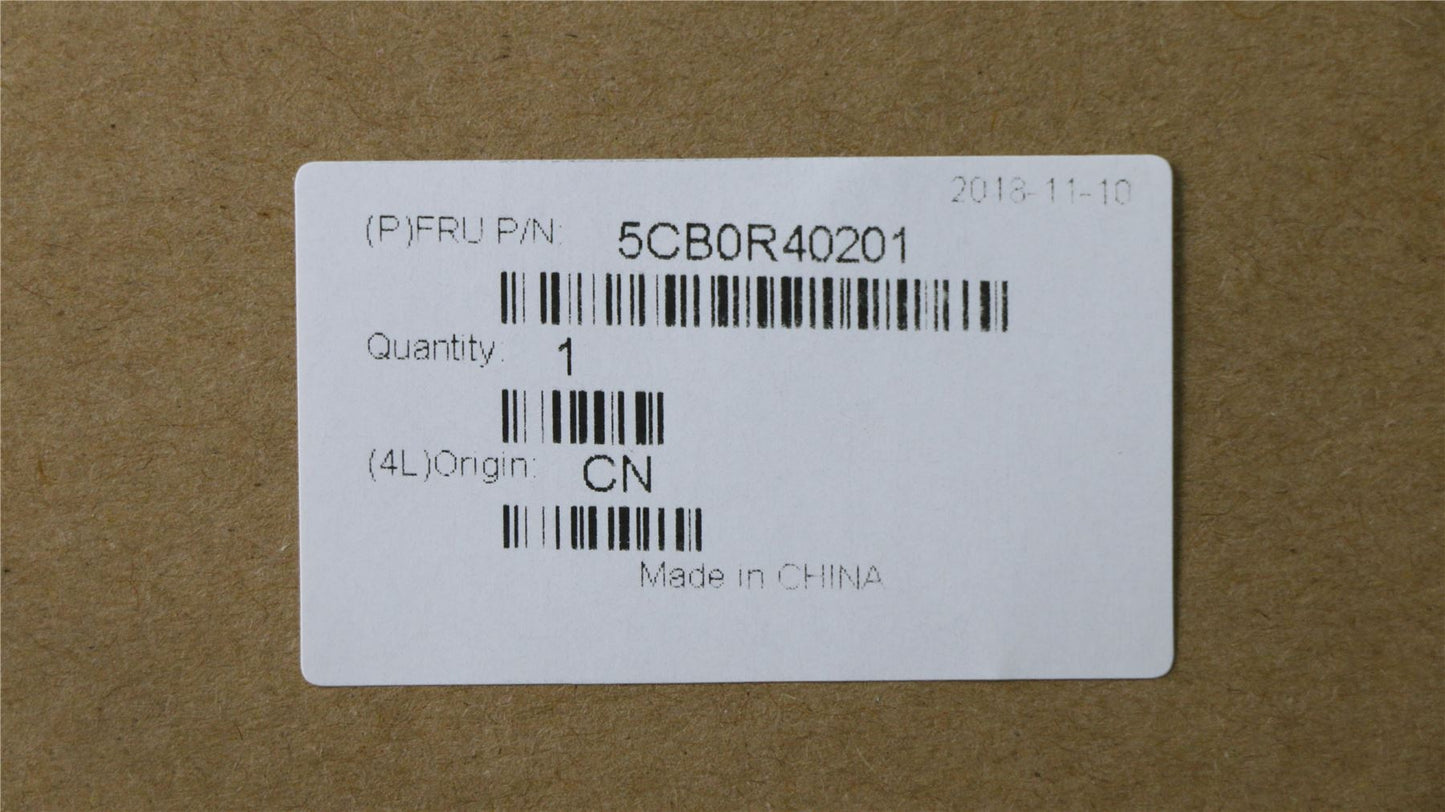 2018-11-10
(P)FRU P/N: 5CB0R40201
Quantity: 1
(4L)Origin: CN
Made in CHINA